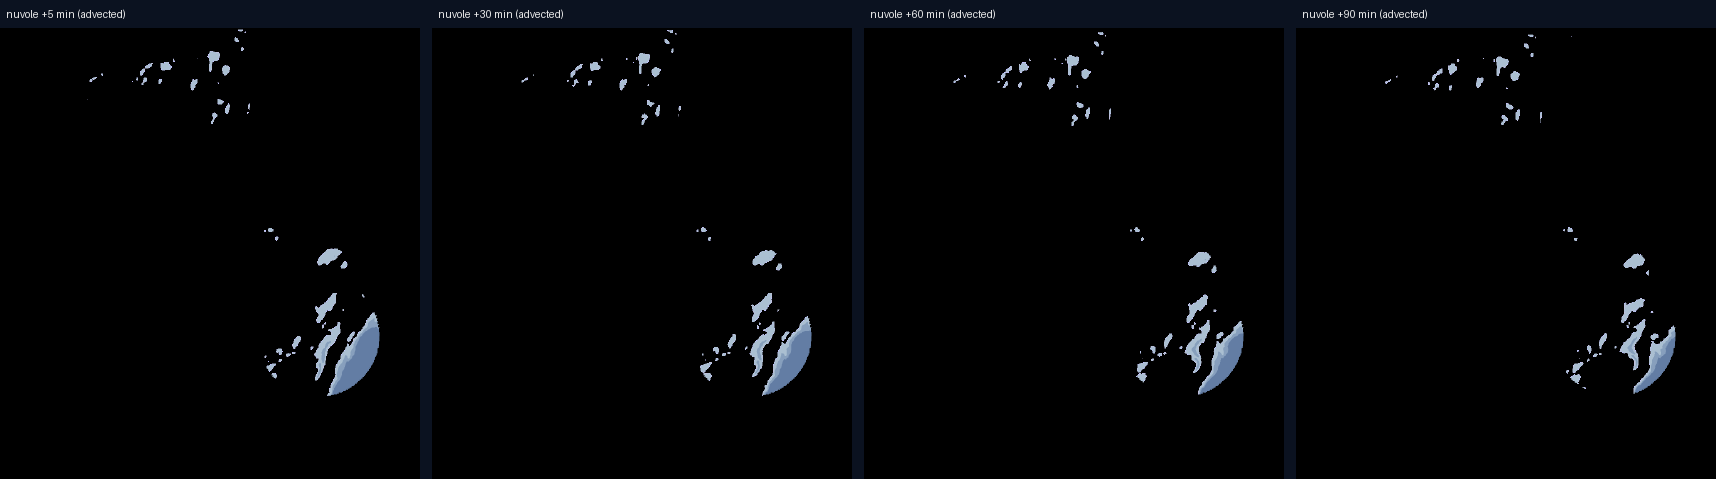 nuvole +5 min (advected)
nuvole +30 min (advected)
nuvole +60 min (advected)
nuvole +90 min (advected)